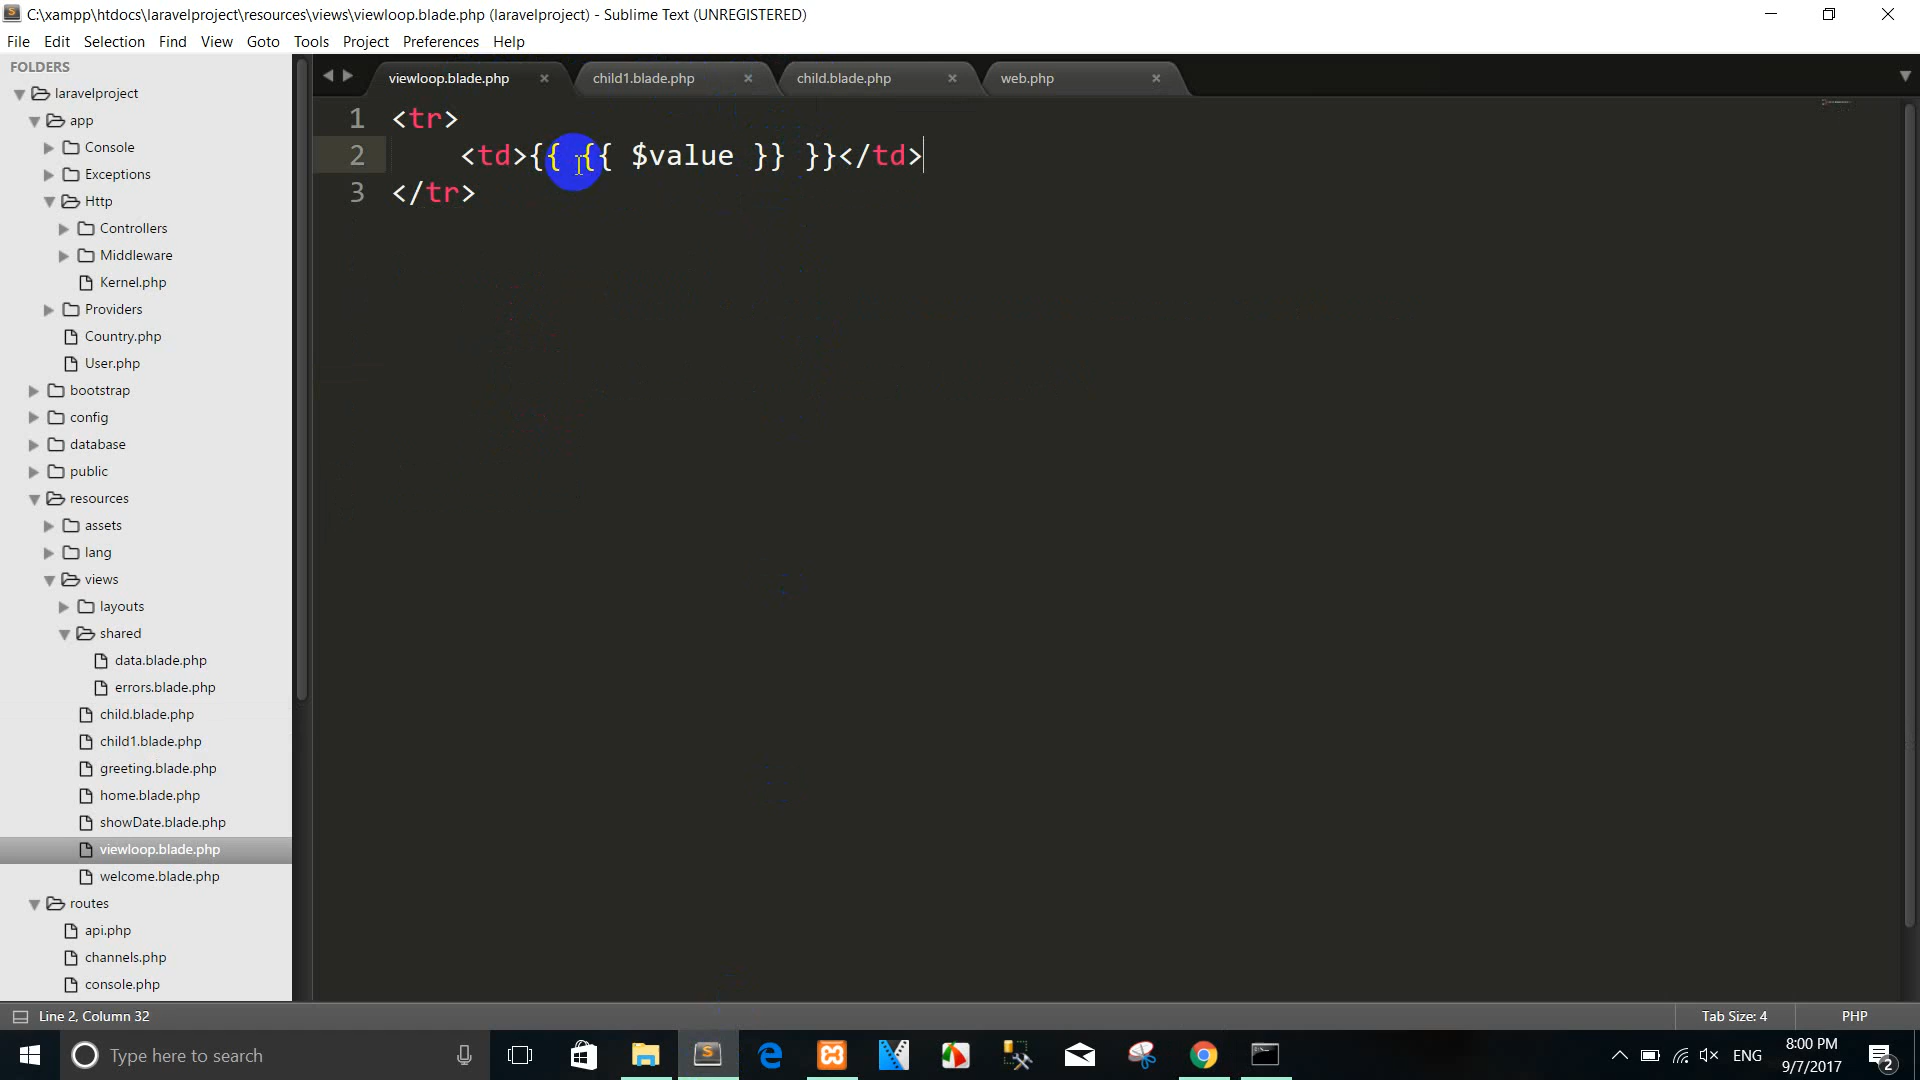 C:\xampp\htdocs\laravelproject\resources\views\viewloop.blade.php (laravelproject) - Sublime Text (UNREGISTERED)
File Edit Selection Find View Goto Tools Project Preferences Help
FOLDERS
laravelproject
app
Console
Exceptions
Http
Controllers
Middleware
Kernel.php
Providers
Country.php
User.php
bootstrap
config
database
public
resources
assets
lang
views
layouts
shared
data.blade.php
errors.blade.php
child.blade.php
child1.blade.php
greeting.blade.php
home.blade.php
showDate.blade.php
viewloop.blade.php
welcome.blade.php
routes
api.php
channels.php
console.php
viewloop.blade.php child1.blade.php child.blade.php web.php
1 <tr>
2 <td>{{ {{ $value }} }}</td>
3 </tr>
Line 2, Column 32 Tab Size: 4 PHP
Type here to search
ENG
8:00 PM
9/7/2017
2